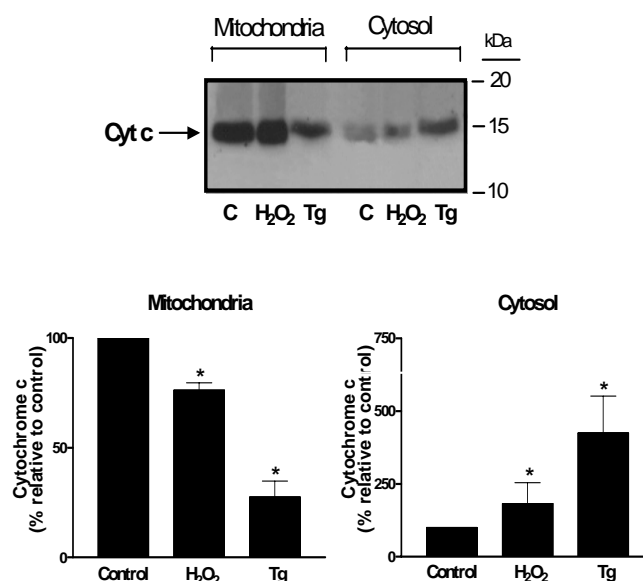 Mitochondria Cytosol kDa
20
Cyt c 15
10
C H₂O₂ Tg C H₂O₂ Tg
Mitochondria
Cytochrome c
(% relative to control)
100
50
0
* *
Control H₂O₂ Tg
Cytosol
Cytochrome c
(% relative to control)
750
500
250
0
* *
Control H₂O₂ Tg